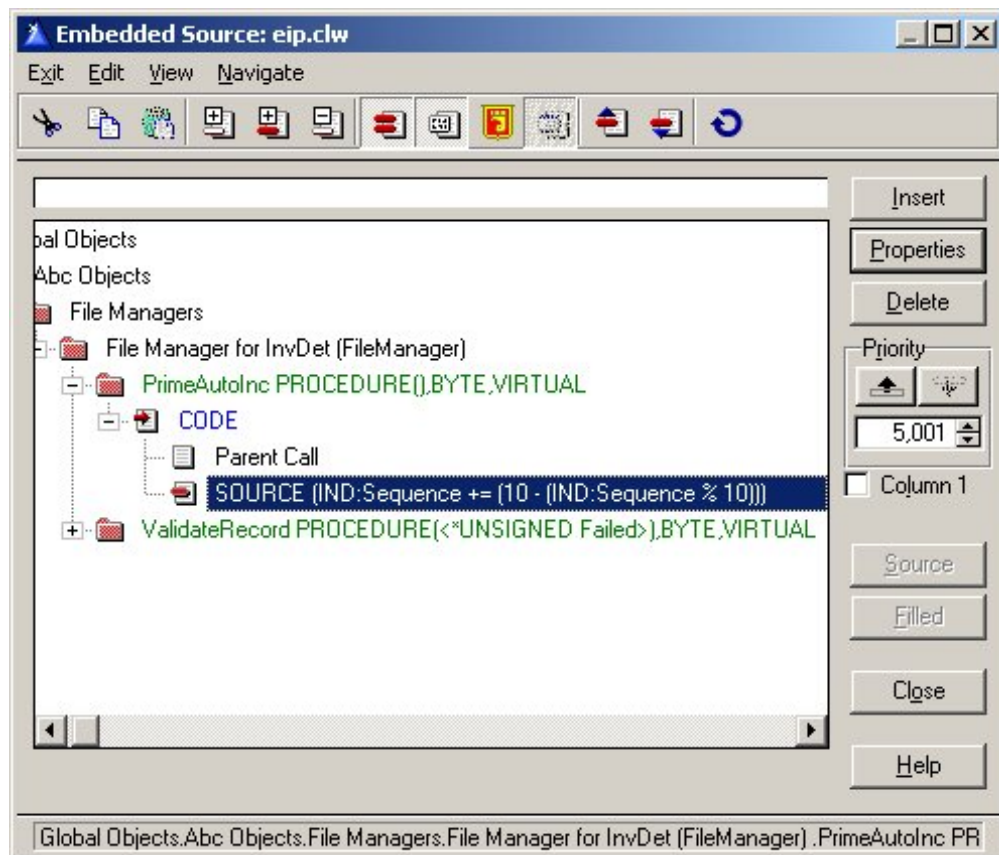 Embedded Source: eip.clw
Exit Edit View Navigate
Insert
bal Objects
Properties
Abc Objects
File Managers
Delete
File Manager for InvDet (FileManager)
Priority
PrimeAutoInc PROCEDURE(),BYTE,VIRTUAL
CODE
5,001
Parent Call
SOURCE (IND:Sequence += (10 - (IND:Sequence % 10)))
Column 1
ValidateRecord PROCEDURE(<*UNSIGNED Failed>),BYTE,VIRTUAL
Source
Filled
Close
Help
Global Objects.Abc Objects.File Managers.File Manager for InvDet (FileManager) .PrimeAutoInc PR